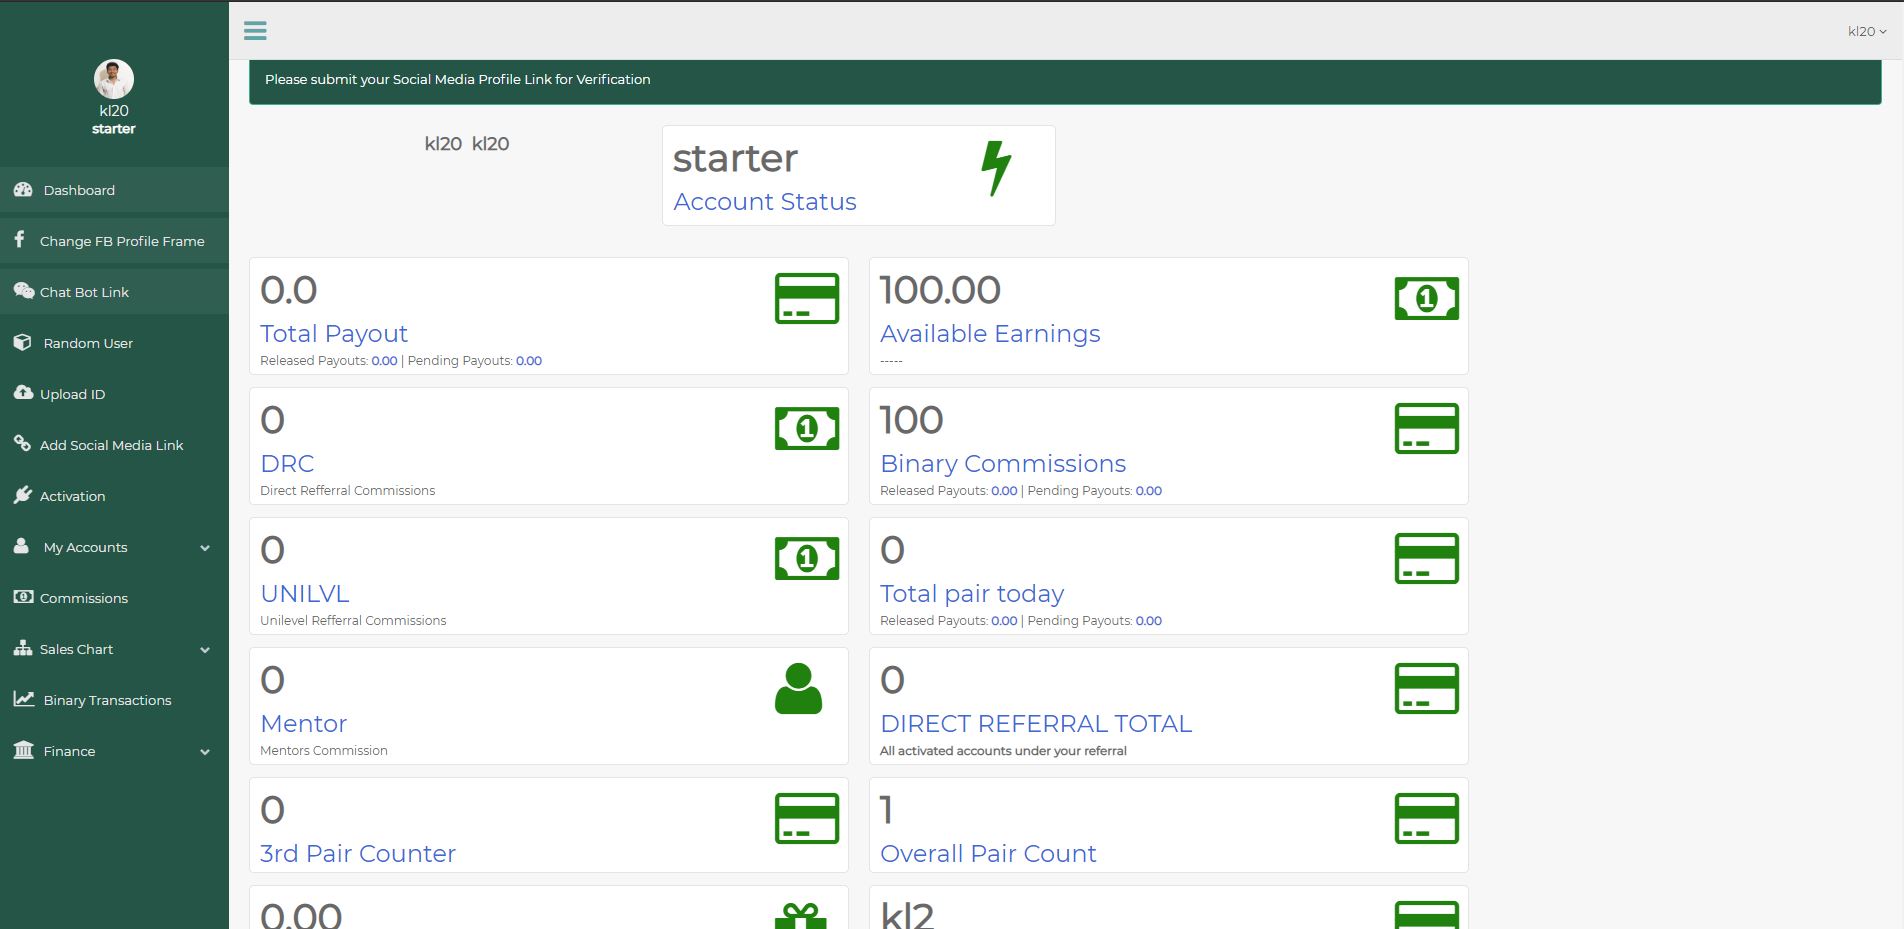 kl20
Please submit your Social Media Profile Link for Verification
kl20
starter
kl20 kl20
starter
Account Status
Dashboard
Change FB Profile Frame
Chat Bot Link
Random User
Upload ID
Add Social Media Link
Activation
My Accounts
Commissions
Sales Chart
Binary Transactions
Finance
0.0
Total Payout
Released Payouts: 0.00 | Pending Payouts: 0.00
100.00
Available Earnings
-----
0
DRC
Direct Refferral Commissions
100
Binary Commissions
Released Payouts: 0.00 | Pending Payouts: 0.00
0
UNILVL
Unilevel Refferral Commissions
0
Total pair today
Released Payouts: 0.00 | Pending Payouts: 0.00
0
Mentor
Mentors Commission
0
DIRECT REFERRAL TOTAL
All activated accounts under your referral
0
3rd Pair Counter
1
Overall Pair Count
0.00
kl2